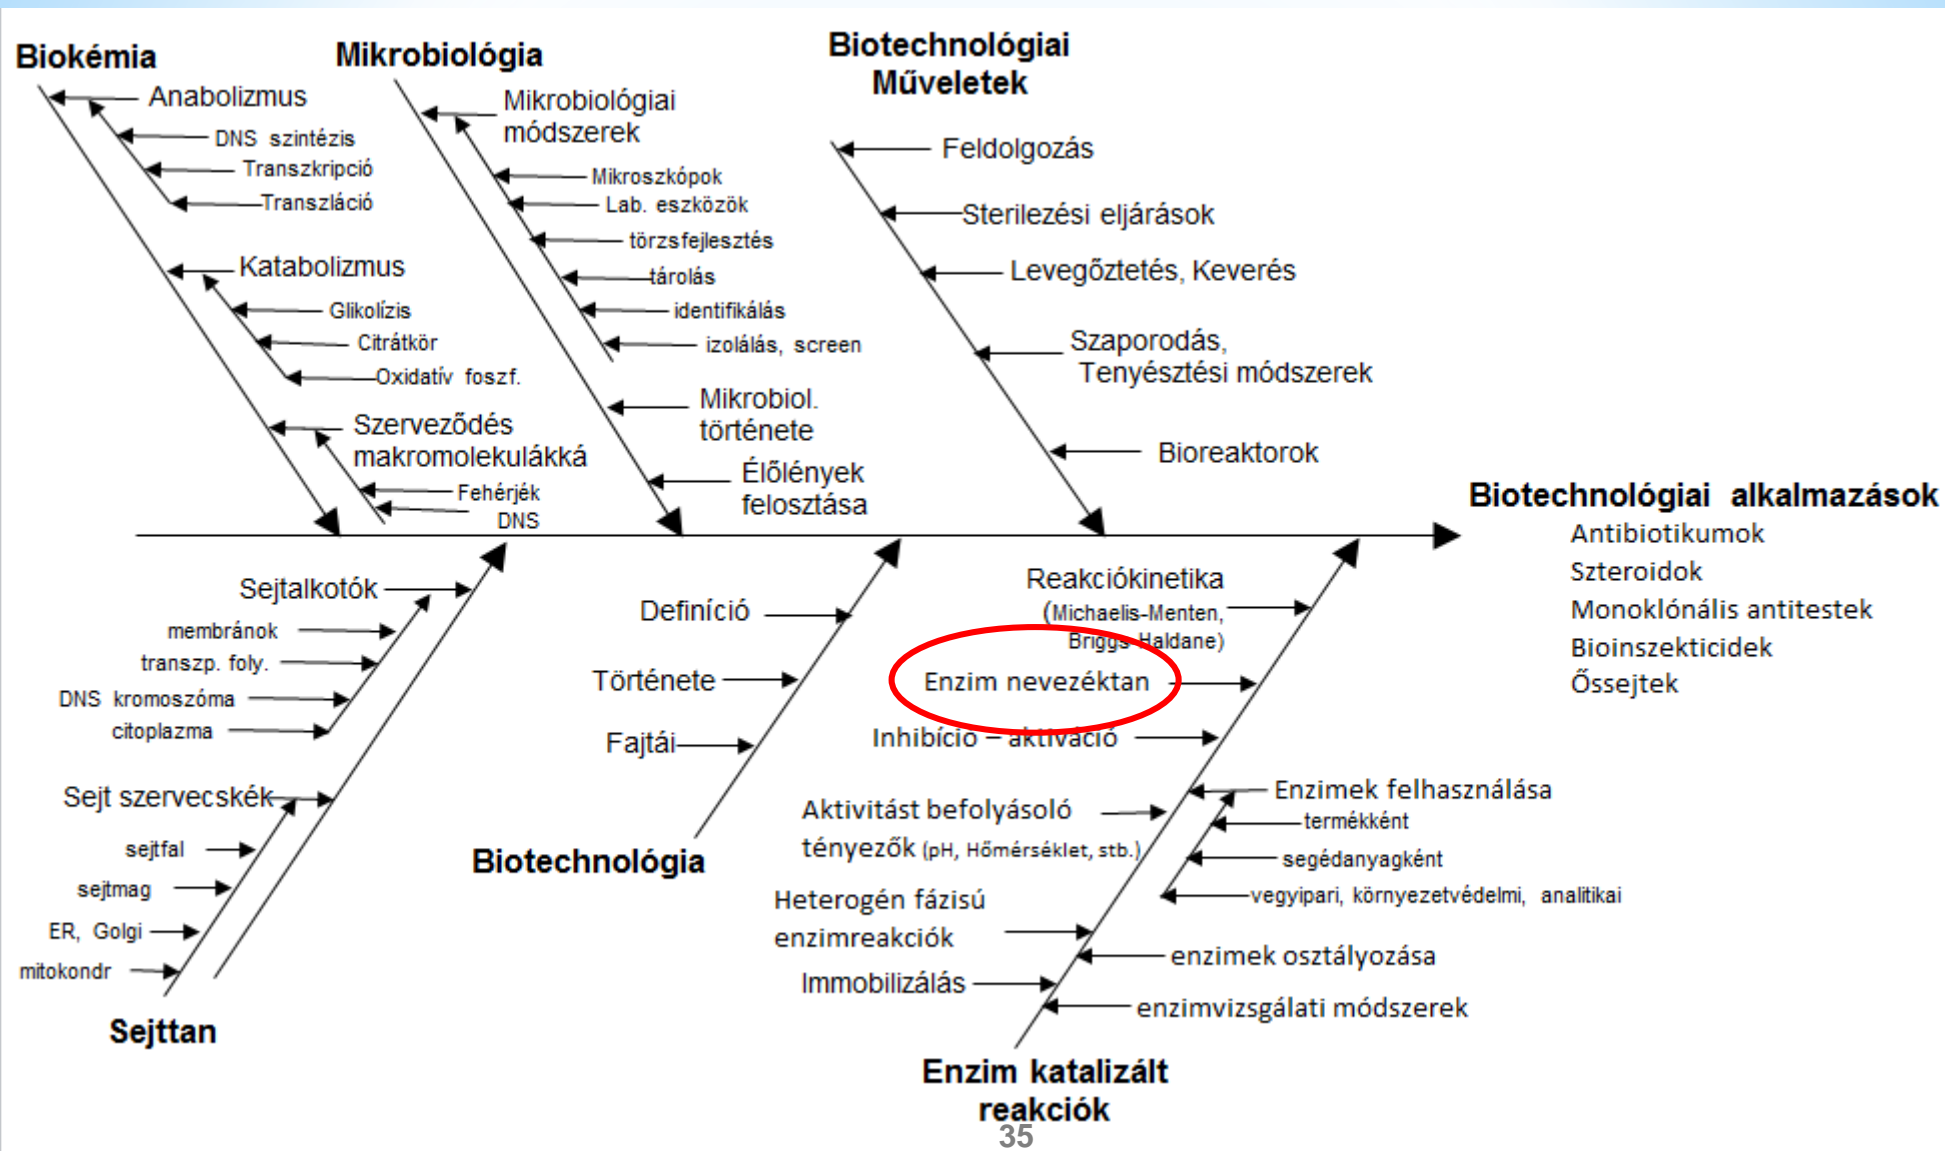 Biokémia
Anabolizmus
DNS szintézis
Transzkripció
Transzláció
Katabolizmus
Glikolízis
Citrátkör
Oxidatív foszf.
Szerveződés
makromolekulákká
Fehérjék
DNS
Mikrobiológia
Mikrobiológiai
módszerek
Mikroszkópok
Lab. eszközök
törzsfejlesztés
tárolás
identifikálás
izolálás, screen
Mikrobiol.
története
Élőlények
felosztása
Biotechnológiai
Műveletek
Feldolgozás
Sterilezési eljárások
Levegőztetés, Keverés
Szaporodás,
Tenyésztési módszerek
Bioreaktorok
Biotechnológiai alkalmazások
Antibiotikumok
Szteroidok
Monoklónális antitestek
Bioinszekticidek
Őssejtek
Sejtalkotók
membránok
transzp. foly.
DNS kromoszóma
citoplazma
Sejt szervecskék
sejtfal
sejtmag
ER, Golgi
mitokondr
Sejttan
Definíció
Története
Fajtái
Biotechnológia
Reakciókinetika
(Michaelis-Menten,
Briggs-Haldane)
Enzim nevezéktan
Inhibíció – aktiváció
Aktivitást befolyásoló
tényezők (pH, Hőmérséklet, stb.)
Heterogén fázisú
enzimreakciók
Immobilizálás
Enzimek felhasználása
termékként
segédanyagként
vegyipari, környezetvédelmi, analitikai
enzimek osztályozása
enzimvizsgálati módszerek
Enzim katalizált
reakciók
35